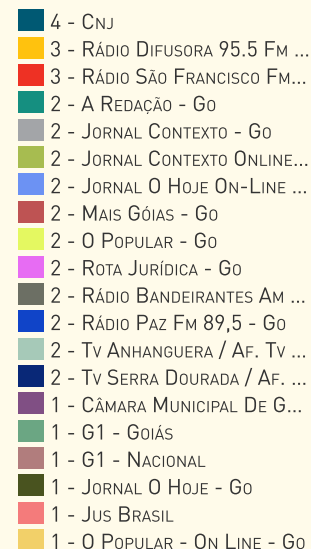 4 - Cnj
3 - Rádio Difusora 95.5 Fm ...
3 - Rádio São Francisco Fm...
2 - A Redação - Go
2 - Jornal Contexto - Go
2 - Jornal Contexto Online...
2 - Jornal O Hoje On-Line ...
2 - Mais Góias - Go
2 - O Popular - Go
2 - Rota Jurídica - Go
2 - Rádio Bandeirantes Am ...
2 - Rádio Paz Fm 89,5 - Go
2 - Tv Anhanguera / Af. Tv ...
2 - Tv Serra Dourada / Af. ...
1 - Câmara Municipal De G...
1 - G1 - Goiás
1 - G1 - Nacional
1 - Jornal O Hoje - Go
1 - Jus Brasil
1 - O Popular - On Line - Go